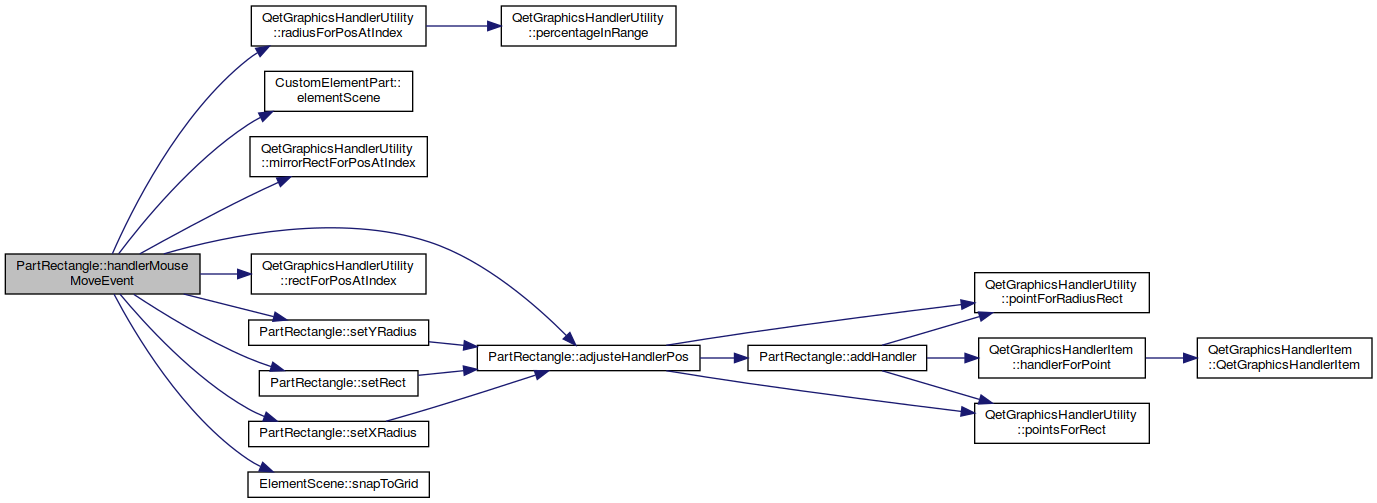 QetGraphicsHandlerUtility
::radiusForPosAtIndex
QetGraphicsHandlerUtility
::percentageInRange
CustomElementPart::
elementScene
QetGraphicsHandlerUtility
::mirrorRectForPosAtIndex
PartRectangle::handlerMouse
MoveEvent
QetGraphicsHandlerUtility
::rectForPosAtIndex
PartRectangle::setYRadius
PartRectangle::setRect
PartRectangle::setXRadius
ElementScene::snapToGrid
PartRectangle::adjusteHandlerPos
PartRectangle::addHandler
QetGraphicsHandlerUtility
::pointForRadiusRect
QetGraphicsHandlerItem
::handlerForPoint
QetGraphicsHandlerItem
::QetGraphicsHandlerItem
QetGraphicsHandlerUtility
::pointsForRect